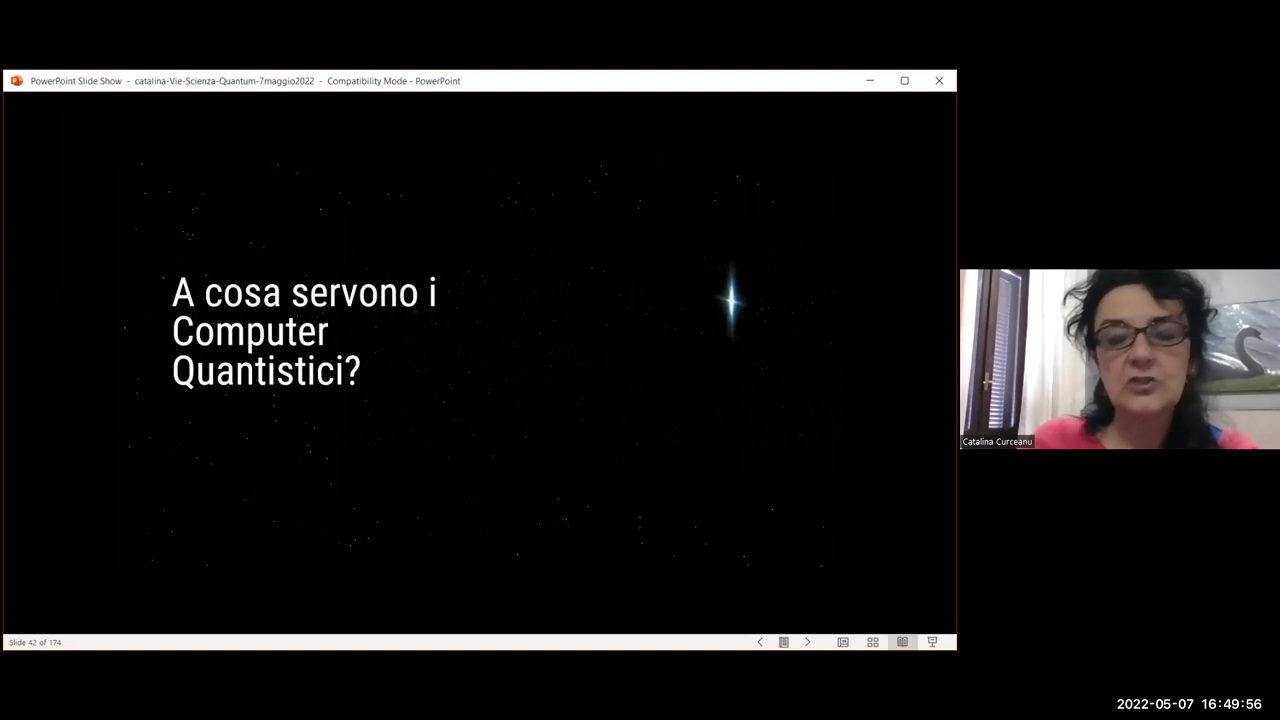 PowerPoint Slide Show - catalina-Vie-Scienza-Quantum-7maggio2022 - Compatibility Mode - PowerPoint
A cosa servono i
Computer
Quantistici?
Catalina Curceanu
Slide 42 of 174
2022-05-07 16:49:56